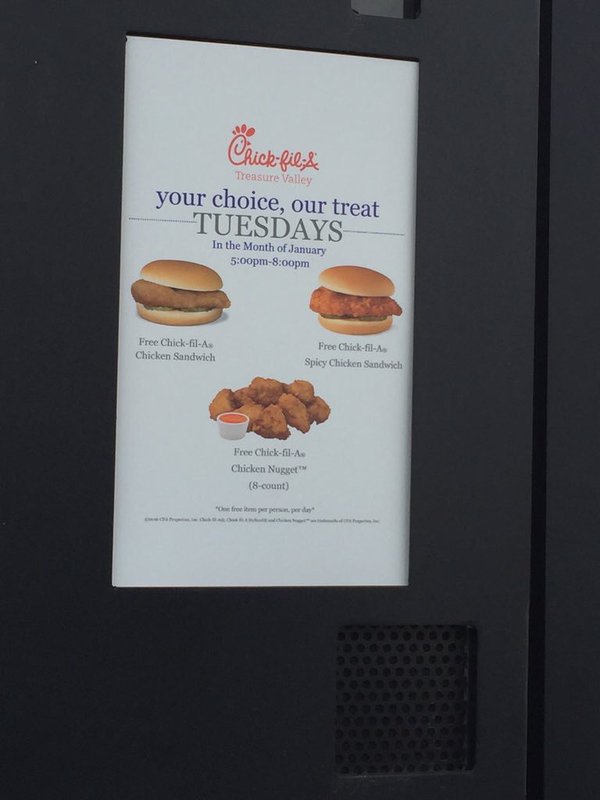 Chick-fil-A
Treasure Valley
your choice, our treat
TUESDAYS
In the Month of January
5:00pm-8:00pm
Free Chick-fil-A®
Chicken Sandwich
Free Chick-fil-A®
Spicy Chicken Sandwich
Free Chick-fil-A®
Chicken Nugget™
(8-count)
*One free item per person, per day*